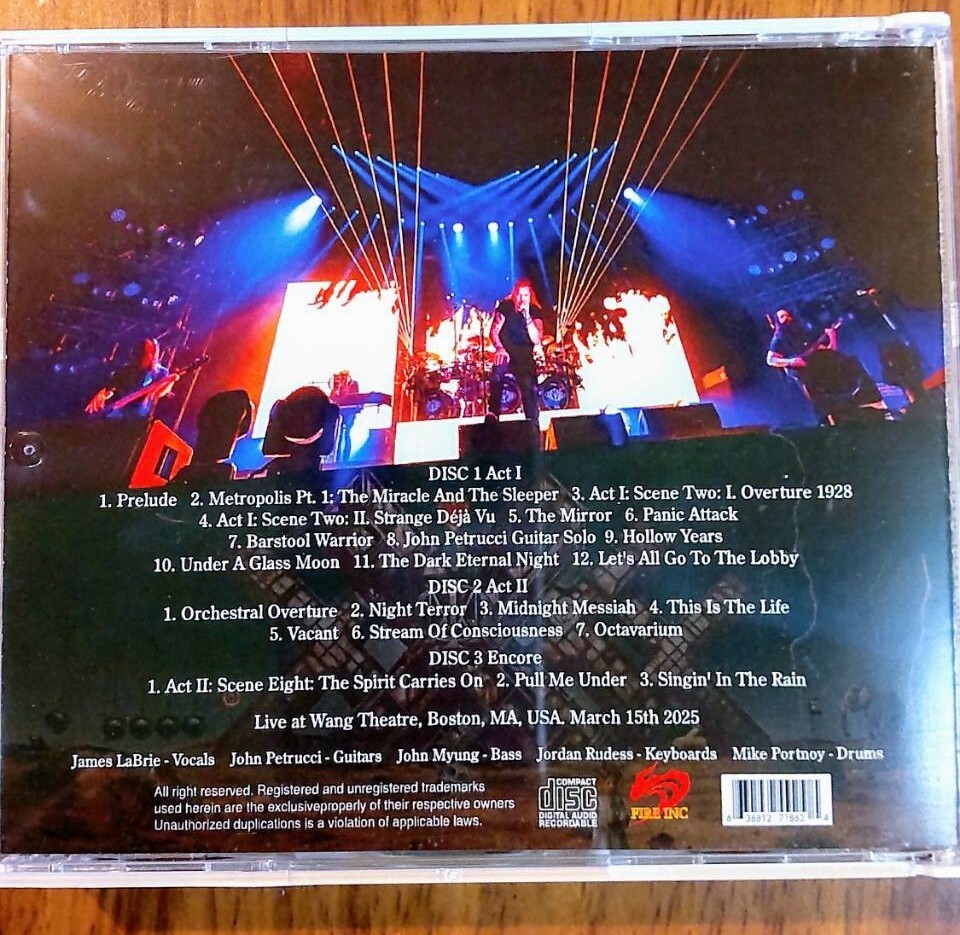 DISC 1 Act I
1. Prelude 2. Metropolis Pt. 1: The Miracle And The Sleeper 3. Act I: Scene Two: I. Overture 1928
4. Act I: Scene Two: II. Strange Déjà Vu 5. The Mirror 6. Panic Attack
7. Barstool Warrior 8. John Petrucci Guitar Solo 9. Hollow Years
10. Under A Glass Moon 11. The Dark Eternal Night 12. Let's All Go To The Lobby
DISC 2 Act II
1. Orchestral Overture 2. Night Terror 3. Midnight Messiah 4. This Is The Life
5. Vacant 6. Stream Of Consciousness 7. Octavarium
DISC 3 Encore
1. Act II: Scene Eight: The Spirit Carries On 2. Pull Me Under 3. Singin' In The Rain
Live at Wang Theatre, Boston, MA, USA. March 15th 2025
James LaBrie - Vocals John Petrucci - Guitars John Myung - Bass Jordan Rudess - Keyboards Mike Portnoy - Drums
All right reserved. Registered and unregistered trademarks
used herein are the exclusiveproperly of their respective owners
Unauthorized duplications is a violation of applicable laws.
COMPACT
disc
DIGITAL AUDIO
RECORDABLE
FIRE INC
6 38812 71862 4